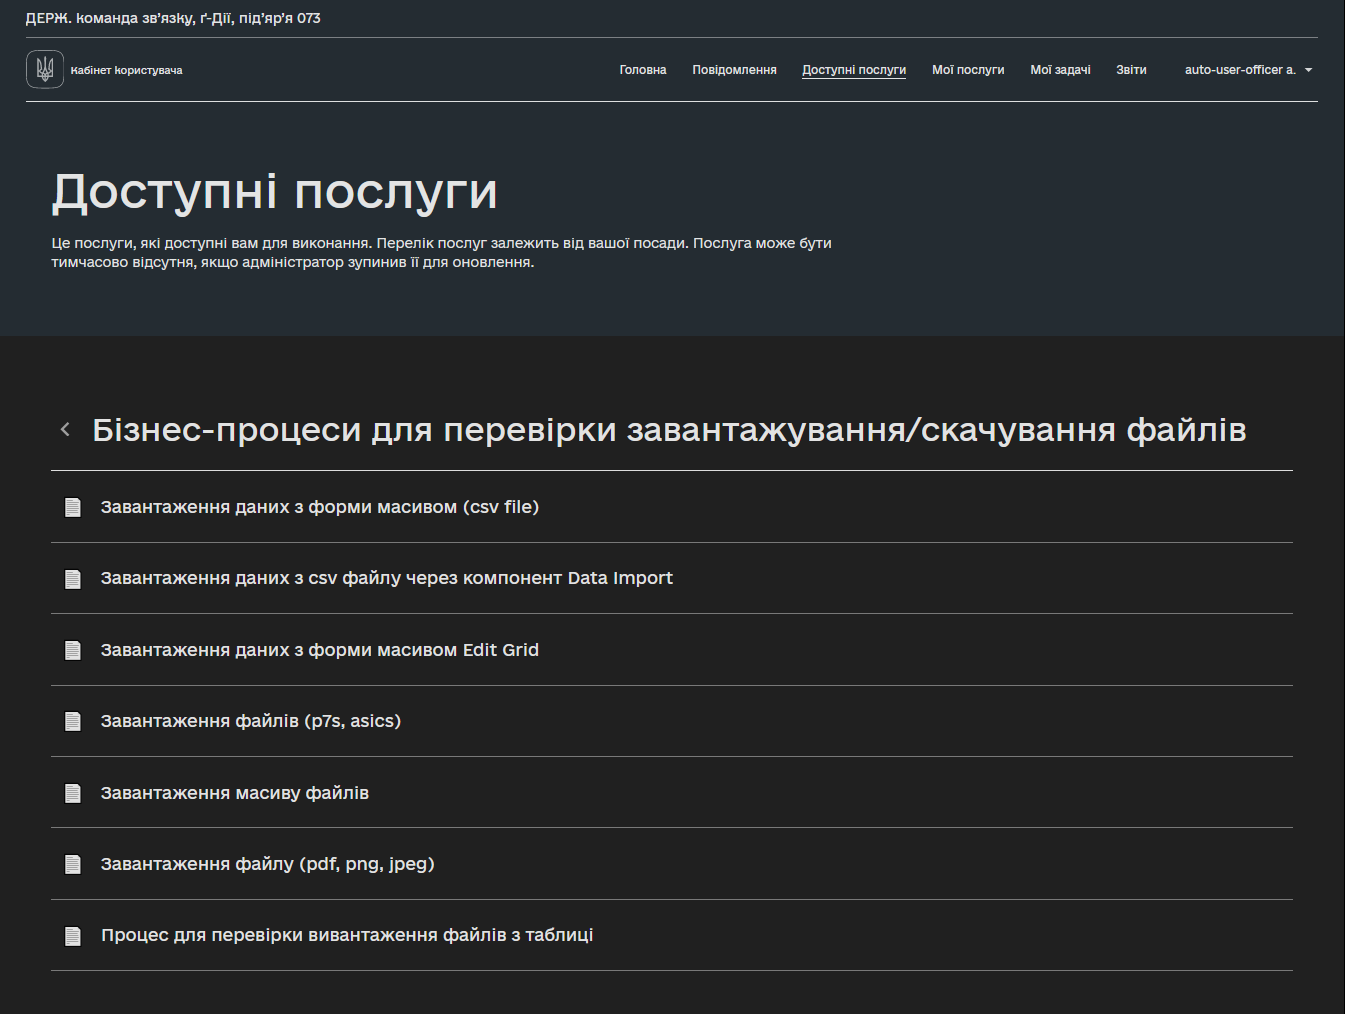 ДЕРЖ. команда зв’язку, ґ-Дії, під’яр’я 073
Кабінет користувача
Головна
Повідомлення
Доступні послуги
Мої послуги
Мої задачі
Звіти
auto-user-officer a.
Доступні послуги
Це послуги, які доступні вам для виконання. Перелік послуг залежить від вашої посади. Послуга може бути
тимчасово відсутня, якщо адміністратор зупинив її для оновлення.
Бізнес-процеси для перевірки завантажування/скачування файлів
Завантаження даних з форми масивом (csv file)
Завантаження даних з csv файлу через компонент Data Import
Завантаження даних з форми масивом Edit Grid
Завантаження файлів (p7s, asics)
Завантаження масиву файлів
Завантаження файлу (pdf, png, jpeg)
Процес для перевірки вивантаження файлів з таблиці